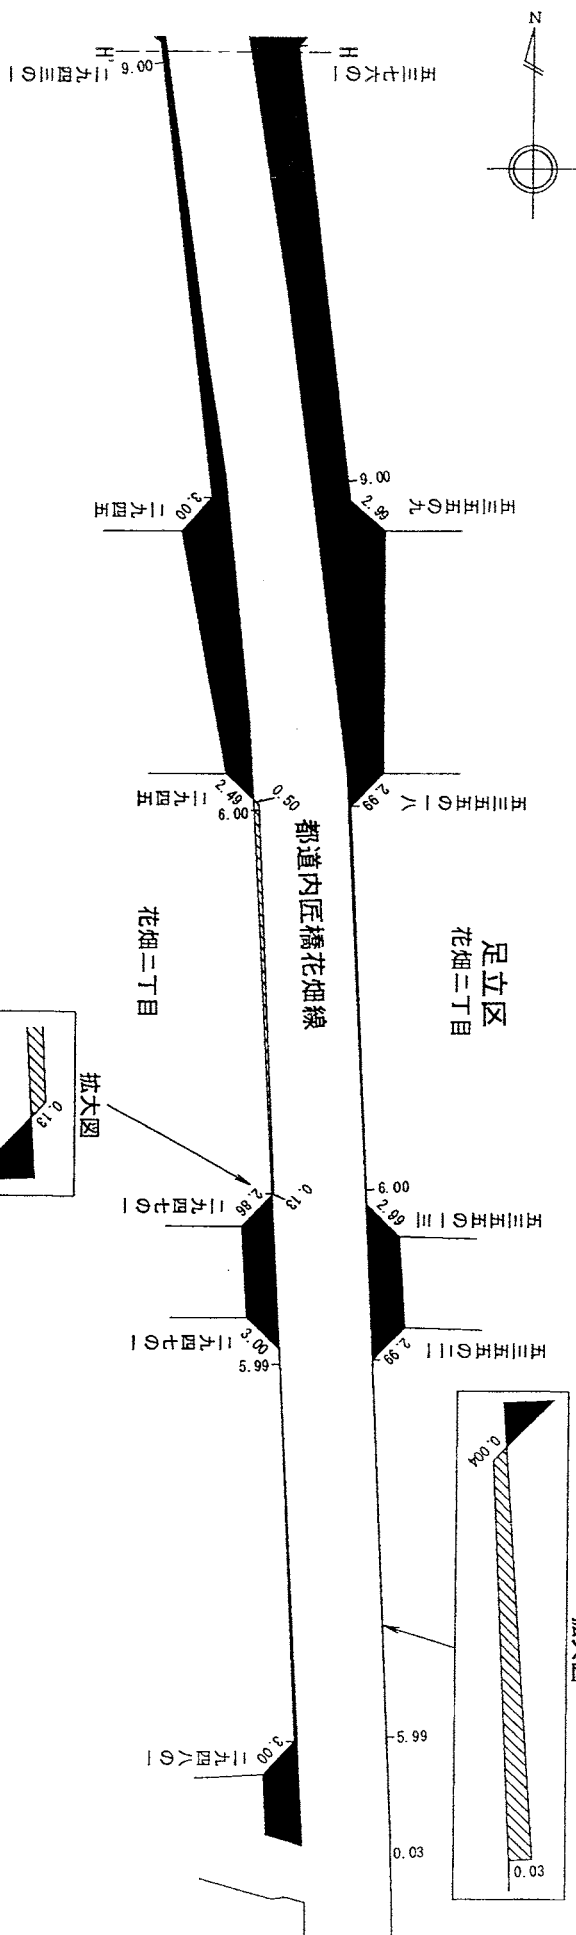 N
H'
H
9.00
二九四三の一
五三七六の一
9.00
3.00
2.99
二九四五
五三五五の九
2.49
0.50
6.00
2.99
二九四五
五三五五の一八
都道内匠橋花畑線
足立区
花畑二丁目
花畑二丁目
拡大図
0.13
2.86
0.13
6.00
2.99
二九四七の一
五三五五の一三
3.00
5.99
2.99
二九四七の一
五三五五の二一
0.004
0.03
5.99
3.00
二九四八の一
0.03